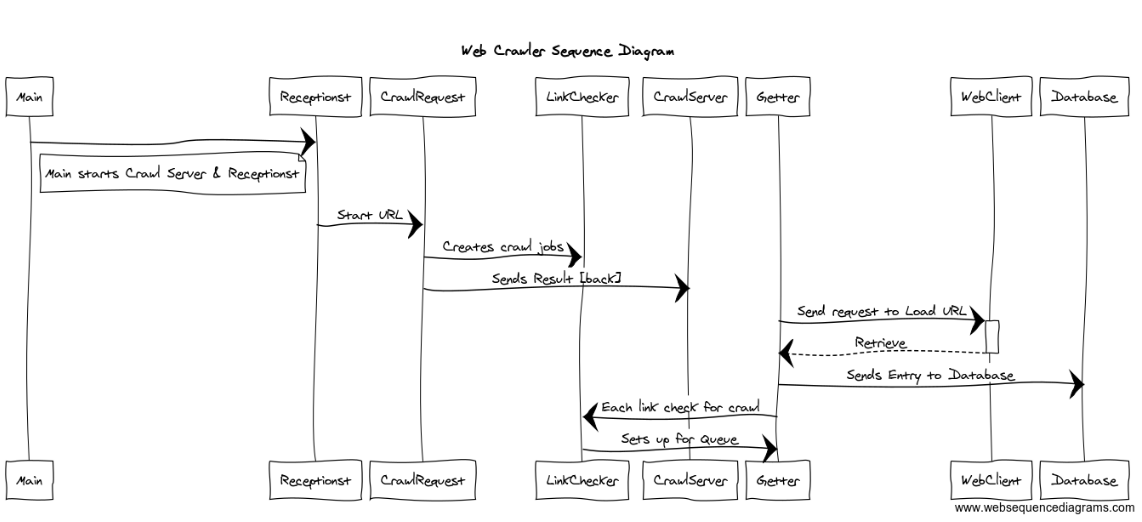 Web Crawler Sequence Diagram
Main
Receptionst
CrawlRequest
LinkChecker
CrawlServer
Getter
WebClient
Database
Main starts Crawl Server & Receptionst
Start URL
Creates crawl jobs
Sends Result [back]
Send request to Load URL
Retrieve
Sends Entry to Database
Each link check for crawl
Sets up for Queue
Main
Receptionst
CrawlRequest
LinkChecker
CrawlServer
Getter
WebClient
Database
www.websequencediagrams.com